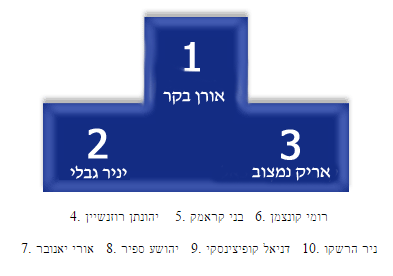 1
אורן בקר
2
יניר גבלי
3
אריק נמצוב
4. יהונתן רוזנשיין 5. בני קראמק 6. רומי קונצמן
7. אורי יאנובר 8. יהושע ספיר 9. דניאל קופיצינסקי 10. ניר הרשקו